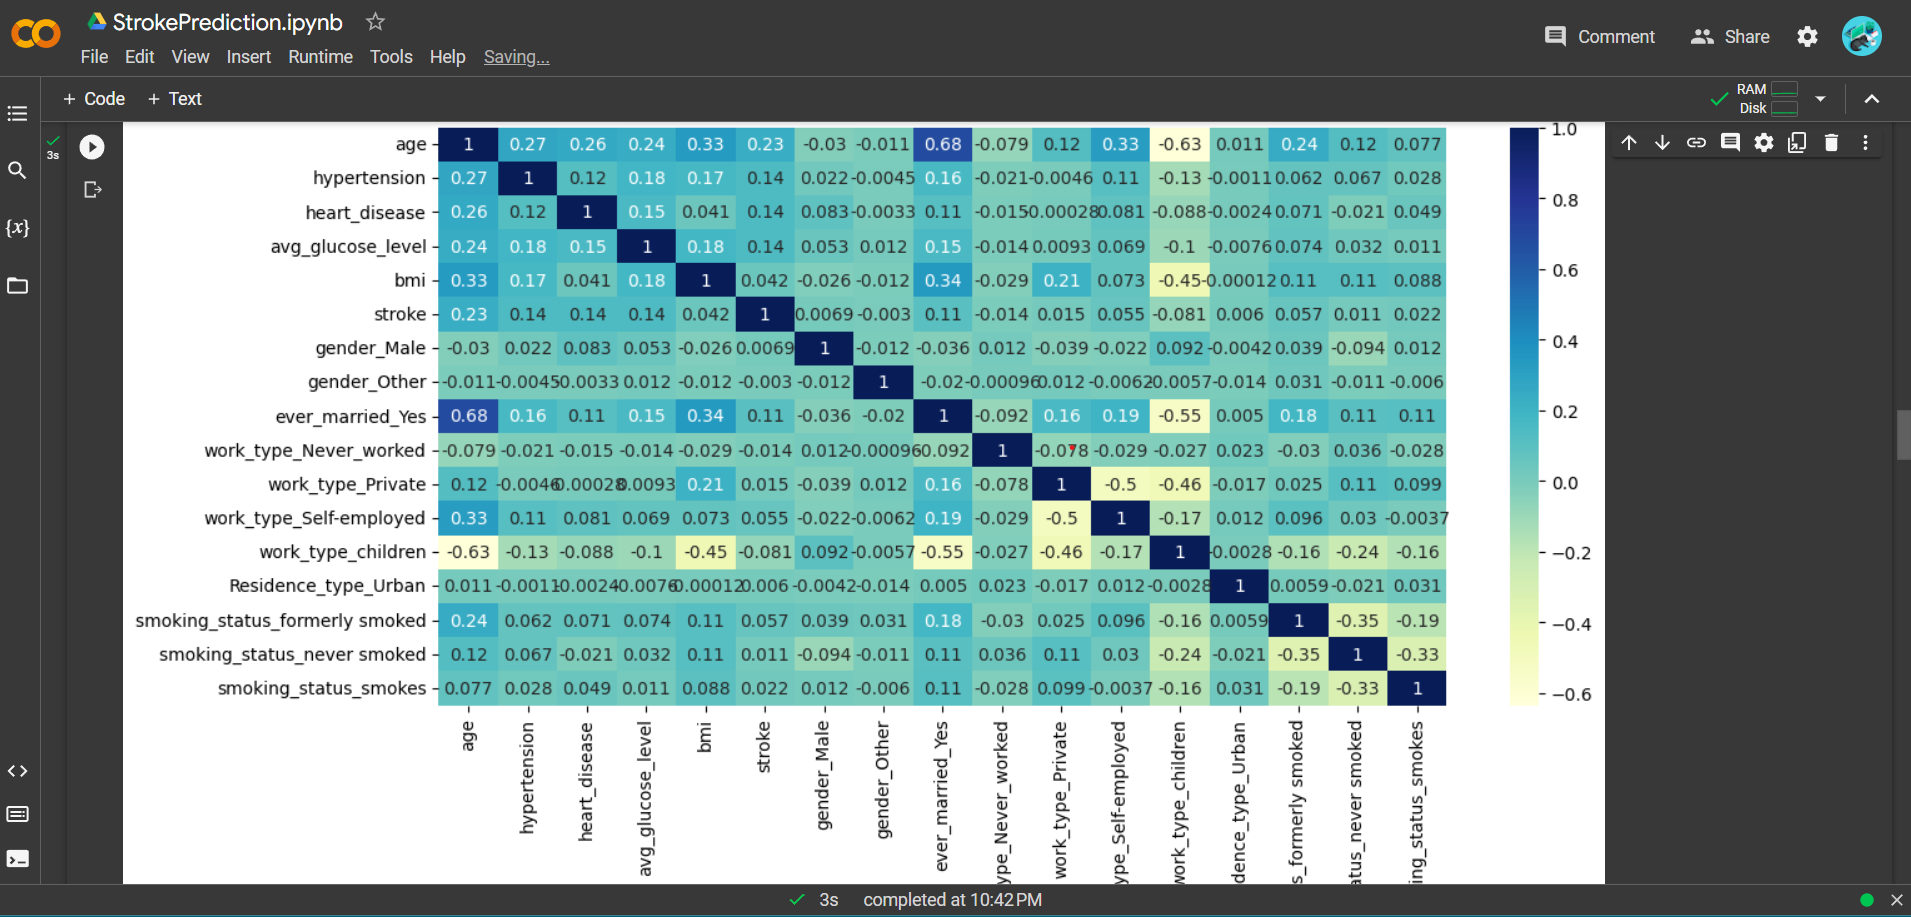 StrokePrediction.ipynb
File Edit View Insert Runtime Tools Help Saving...
Comment Share
+ Code + Text
RAM
Disk
3s
{x}
age 1 0.27 0.26 0.24 0.33 0.23 -0.03 -0.011 0.68 -0.079 0.12 0.33 -0.63 0.011 0.24 0.12 0.077
hypertension 0.27 1 0.12 0.18 0.17 0.14 0.022 -0.0045 0.16 -0.021 -0.0046 0.11 -0.13 -0.0011 0.062 0.067 0.028
heart_disease 0.26 0.12 1 0.15 0.041 0.14 0.083 -0.0033 0.11 -0.015 -0.00028 0.081 -0.088 -0.0024 0.071 -0.021 0.049
avg_glucose_level 0.24 0.18 0.15 1 0.18 0.14 0.053 0.012 0.15 -0.014 0.0093 0.069 -0.1 -0.0076 0.074 0.032 0.011
bmi 0.33 0.17 0.041 0.18 1 0.042 -0.026 -0.012 0.34 -0.029 0.21 0.073 -0.45 -0.00012 0.11 0.11 0.088
stroke 0.23 0.14 0.14 0.14 0.042 1 0.0069 -0.003 0.11 -0.014 0.015 0.055 -0.081 0.006 0.057 0.011 0.022
gender_Male -0.03 0.022 0.083 0.053 -0.026 0.0069 1 -0.012 -0.036 0.012 -0.039 -0.022 0.092 -0.0042 0.039 -0.094 0.012
gender_Other -0.011 -0.0045 -0.0033 0.012 -0.012 -0.003 -0.012 1 -0.02 -0.00096 0.012 -0.0062 -0.0057 -0.014 0.031 -0.011 -0.006
ever_married_Yes 0.68 0.16 0.11 0.15 0.34 0.11 -0.036 -0.02 1 -0.092 0.16 0.19 -0.55 0.005 0.18 0.11 0.11
work_type_Never_worked -0.079 -0.021 -0.015 -0.014 -0.029 -0.014 0.012 -0.00096 -0.092 1 -0.078 -0.029 -0.027 0.023 -0.03 0.036 -0.028
work_type_Private 0.12 -0.0046 -0.00028 0.0093 0.21 0.015 -0.039 0.012 0.16 -0.078 1 -0.5 -0.46 -0.017 0.025 0.11 0.099
work_type_Self-employed 0.33 0.11 0.081 0.069 0.073 0.055 -0.022 -0.0062 0.19 -0.029 -0.5 1 -0.17 0.012 0.096 0.03 -0.0037
work_type_children -0.63 -0.13 -0.088 -0.1 -0.45 -0.081 0.092 -0.0057 -0.55 -0.027 -0.46 -0.17 1 -0.0028 -0.16 -0.24 -0.16
Residence_type_Urban 0.011 -0.0011 -0.0024 -0.0076 -0.00012 0.006 -0.0042 -0.014 0.005 0.023 -0.017 0.012 -0.0028 1 0.0059 -0.021 0.031
smoking_status_formerly smoked 0.24 0.062 0.071 0.074 0.11 0.057 0.039 0.031 0.18 -0.03 0.025 0.096 -0.16 0.0059 1 -0.35 -0.19
smoking_status_never smoked 0.12 0.067 -0.021 0.032 0.11 0.011 -0.094 -0.011 0.11 0.036 0.11 0.03 -0.24 -0.021 -0.35 1 -0.33
smoking_status_smokes 0.077 0.028 0.049 0.011 0.088 0.022 0.012 -0.006 0.11 -0.028 0.099 -0.0037 -0.16 0.031 -0.19 -0.33 1
age
hypertension
heart_disease
avg_glucose_level
bmi
stroke
gender_Male
gender_Other
ever_married_Yes
ype_Never_worked
work_type_Private
ype_Self-employed
work_type_children
dence_type_Urban
s_formerly smoked
atus_never smoked
ing_status_smokes
1.0
0.8
0.6
0.4
0.2
0.0
−0.2
−0.4
−0.6
3s completed at 10:42 PM